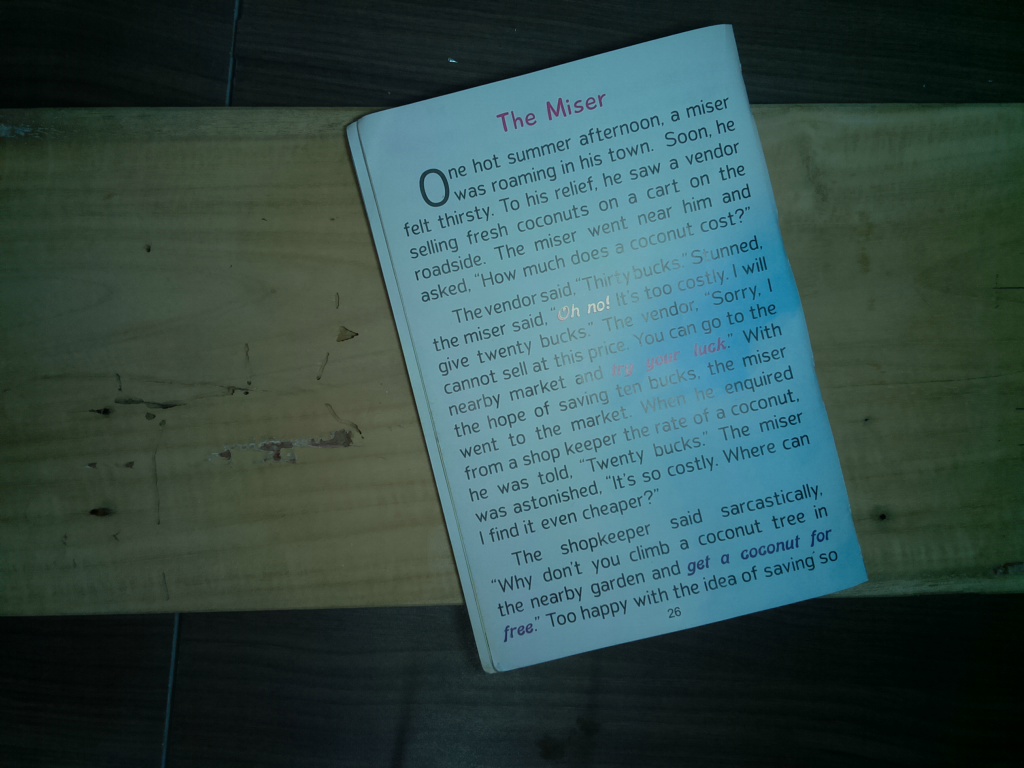 The Miser
One hot summer afternoon, a miser
was roaming in his town. Soon, he
felt thirsty. To his relief, he saw a vendor
selling fresh coconuts on a cart on the
roadside. The miser went near him and
asked, "How much does a coconut cost?"
The vendor said, "Thirty bucks." Stunned,
the miser said, "Oh no! It's too costly. I will
give twenty bucks." The vendor, "Sorry, I
cannot sell at this price. You can go to the
nearby market and try your luck." With
the hope of saving ten bucks, the miser
went to the market. When he enquired
from a shop keeper the rate of a coconut,
he was told, "Twenty bucks." The miser
was astonished, "It's so costly. Where can
I find it even cheaper?"
The shopkeeper said sarcastically,
"Why don't you climb a coconut tree in
the nearby garden and get a coconut for
free." Too happy with the idea of saving so
26